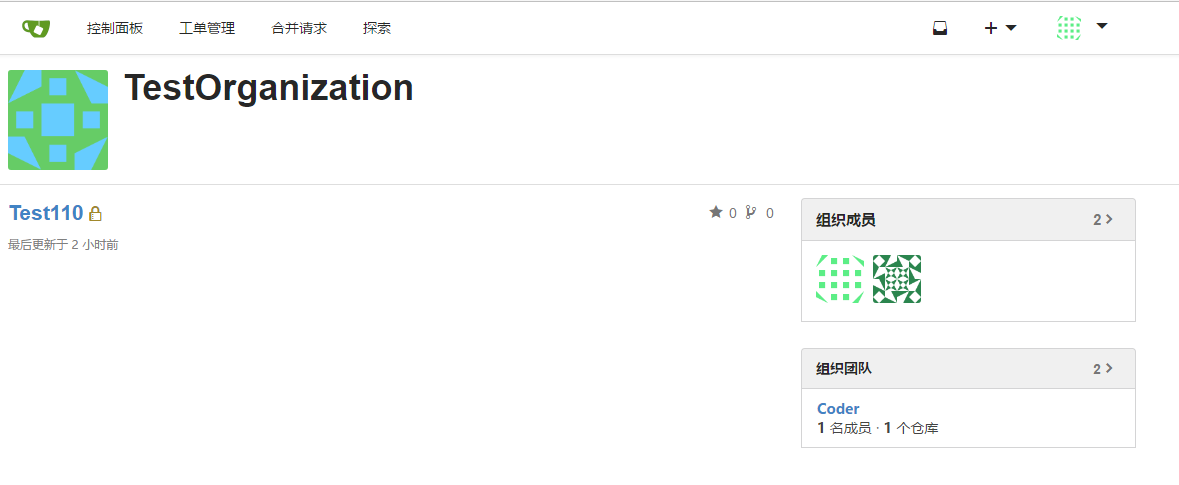 控制面板 工单管理 合并请求 探索
TestOrganization
Test110 0 0
最后更新于 2 小时前
组织成员 2
组织团队 2
Coder
1 名成员 · 1 个仓库